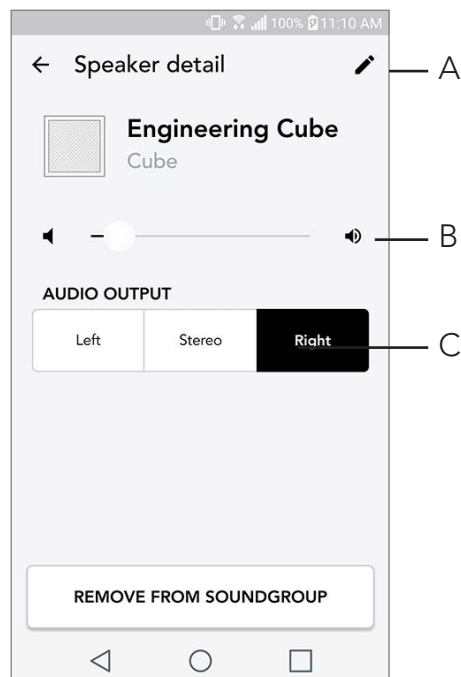 100% 11:10 AM
Speaker detail
A
Engineering Cube
Cube
B
AUDIO OUTPUT
Left Stereo Right
C
REMOVE FROM SOUNDGROUP